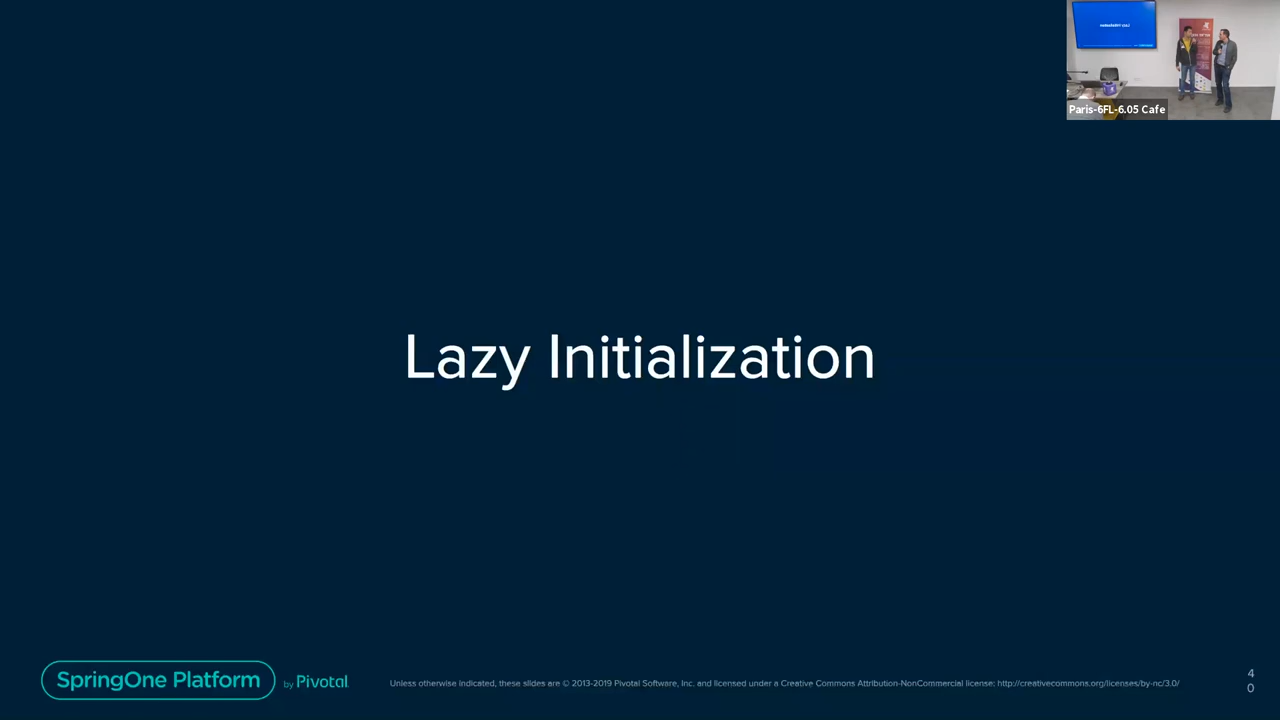 Paris-6FL-6.05 Cafe
Lazy Initialization
SpringOne Platform
by Pivotal
Unless otherwise indicated, these slides are © 2013-2019 Pivotal Software, Inc. and licensed under a Creative Commons Attribution-NonCommercial license: http://creativecommons.org/licenses/by-nc/3.0/
4
0